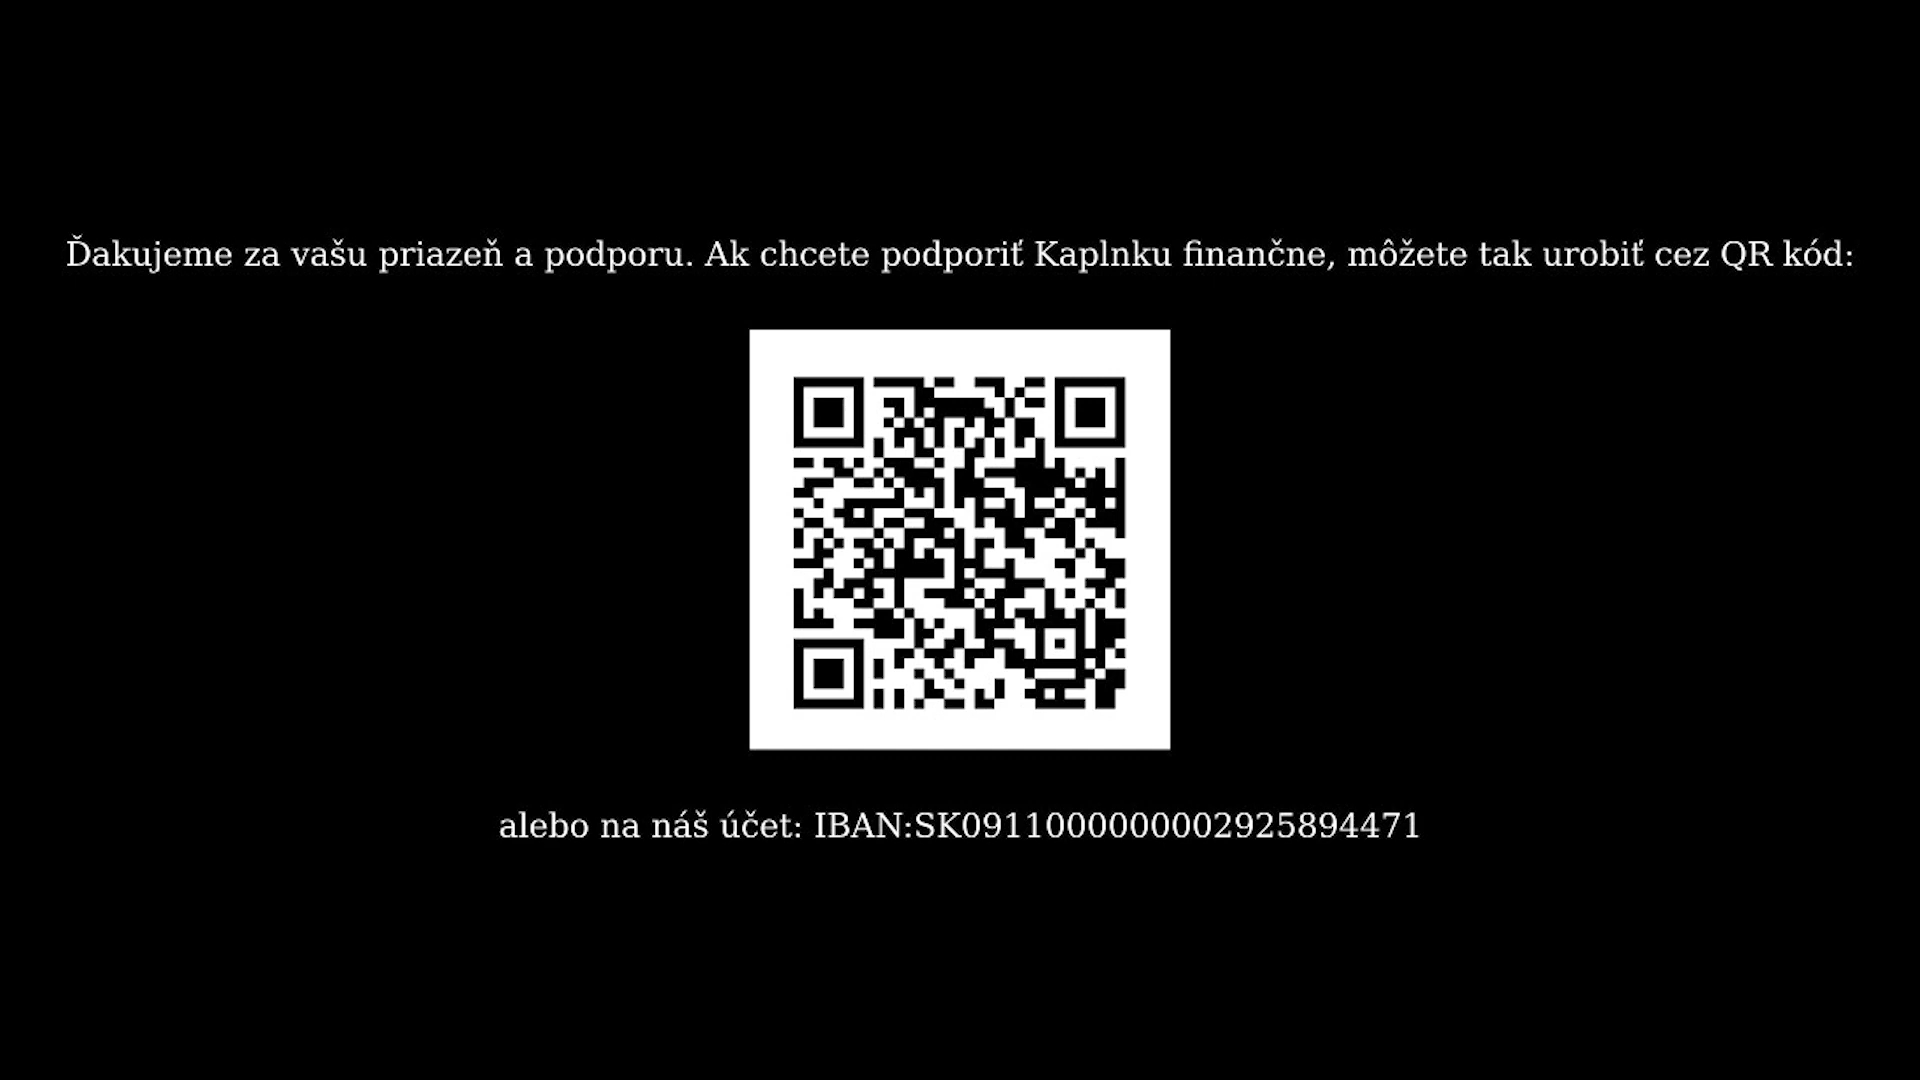 Ďakujeme za vašu priazeň a podporu. Ak chcete podporiť Kaplnku finančne, môžete tak urobiť cez QR kód:
alebo na náš účet: IBAN:SK0911000000002925894471